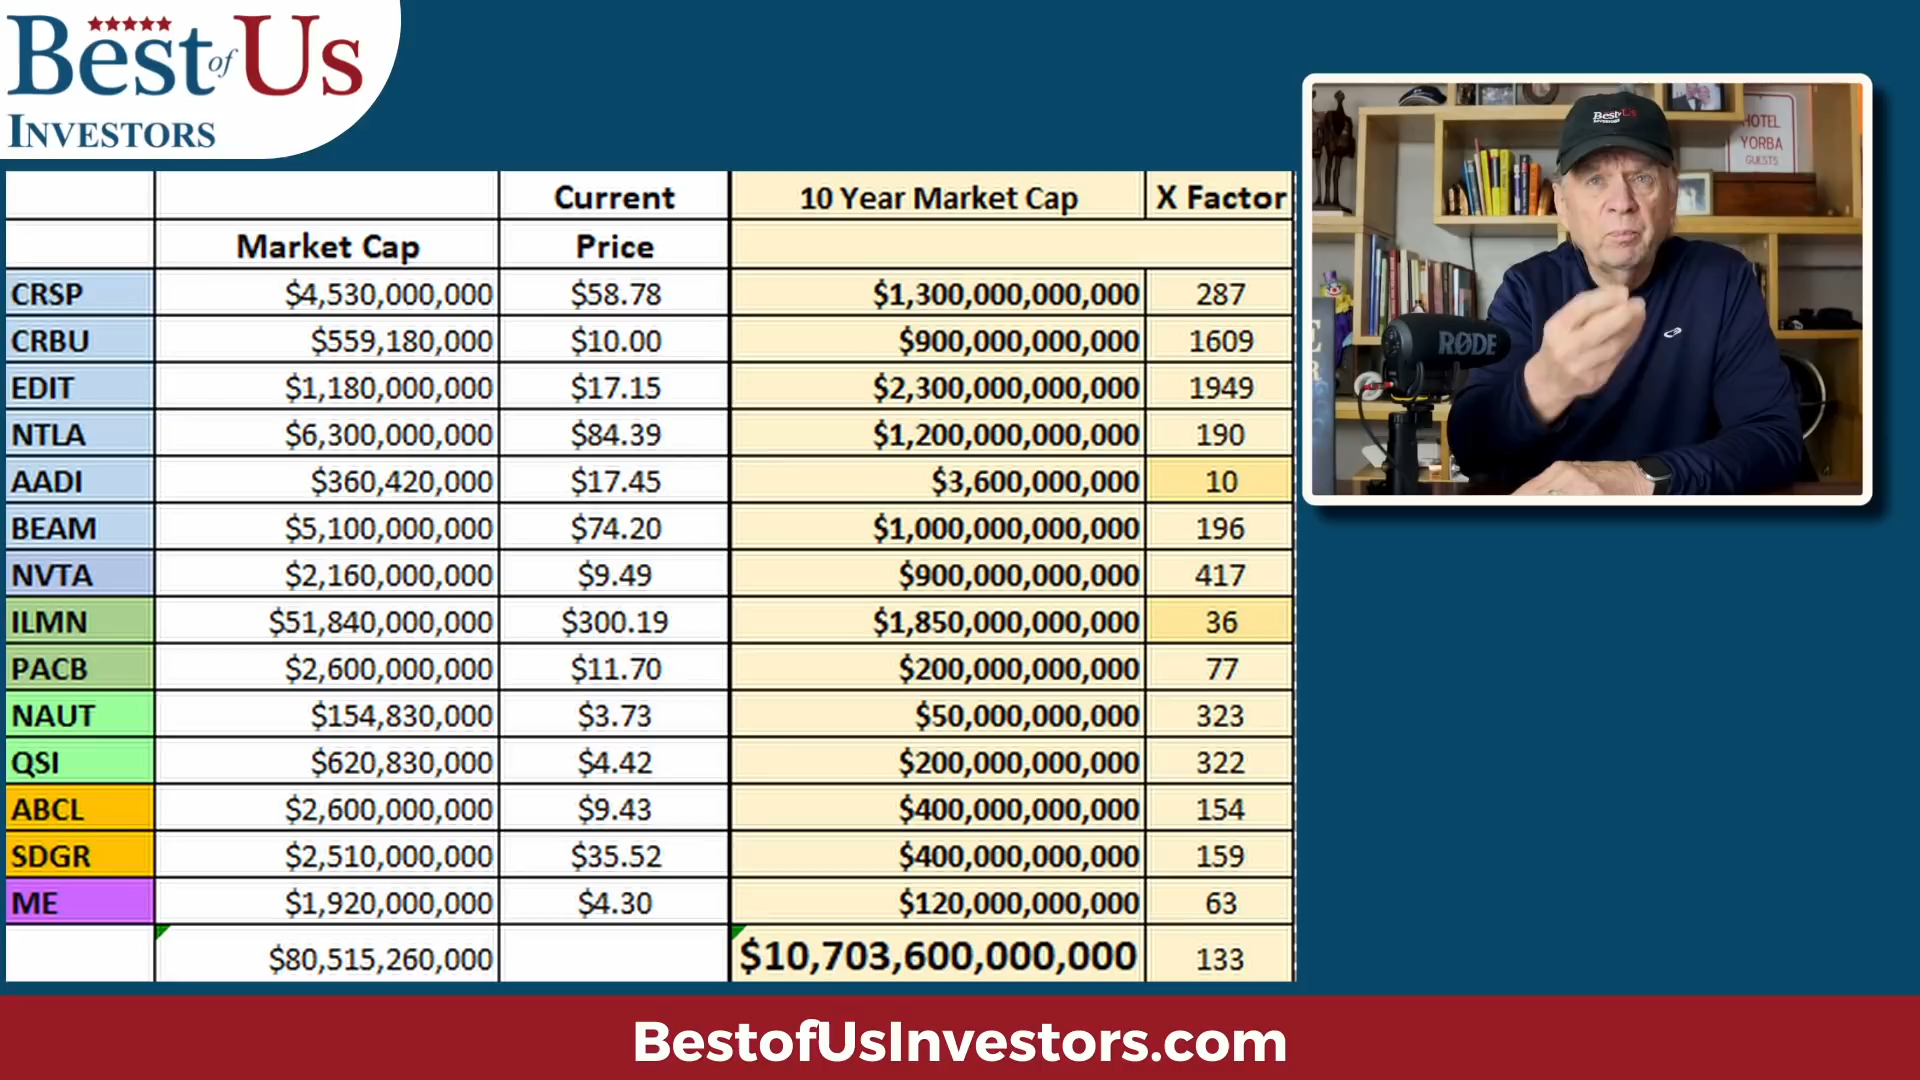 Best of Us
INVESTORS
Current 10 Year Market Cap X Factor
Market Cap Price
CRSP $4,530,000,000 $58.78 $1,300,000,000,000 287
CRBU $559,180,000 $10.00 $900,000,000,000 1609
EDIT $1,180,000,000 $17.15 $2,300,000,000,000 1949
NTLA $6,300,000,000 $84.39 $1,200,000,000,000 190
AADI $360,420,000 $17.45 $3,600,000,000 10
BEAM $5,100,000,000 $74.20 $1,000,000,000,000 196
NVTA $2,160,000,000 $9.49 $900,000,000,000 417
ILMN $51,840,000,000 $300.19 $1,850,000,000,000 36
PACB $2,600,000,000 $11.70 $200,000,000,000 77
NAUT $154,830,000 $3.73 $50,000,000,000 323
QSI $620,830,000 $4.42 $200,000,000,000 322
ABCL $2,600,000,000 $9.43 $400,000,000,000 154
SDGR $2,510,000,000 $35.52 $400,000,000,000 159
ME $1,920,000,000 $4.30 $120,000,000,000 63
$80,515,260,000 $10,703,600,000,000 133
Best of Us
INVESTORS
HOTEL
YORBA
GUESTS
RØDE
BestofUsInvestors.com